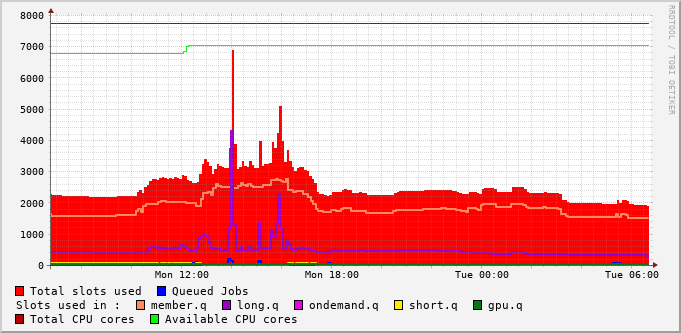 8000
7000
6000
5000
4000
3000
2000
1000
0
Mon 12:00 Mon 18:00 Tue 00:00 Tue 06:00
RRDTOOL / TOBI OETIKER
Total slots used Queued Jobs
Slots used in : member.q long.q ondemand.q short.q gpu.q
Total CPU cores Available CPU cores